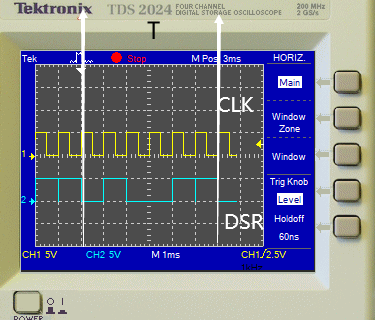 Tektronix TDS 2024 FOUR CHANNEL DIGITAL STORAGE OSCILLOSCOPE 200 MHz 2 GS/s
T
Tek Stop M Pos 3ms HORIZ.
Main
CLK
Window Zone
1
Window
Trig Knob
Level
2
DSR
Holdoff
60ns
CH1 5V CH2 5V M 1ms CH1/2.5V
POWER